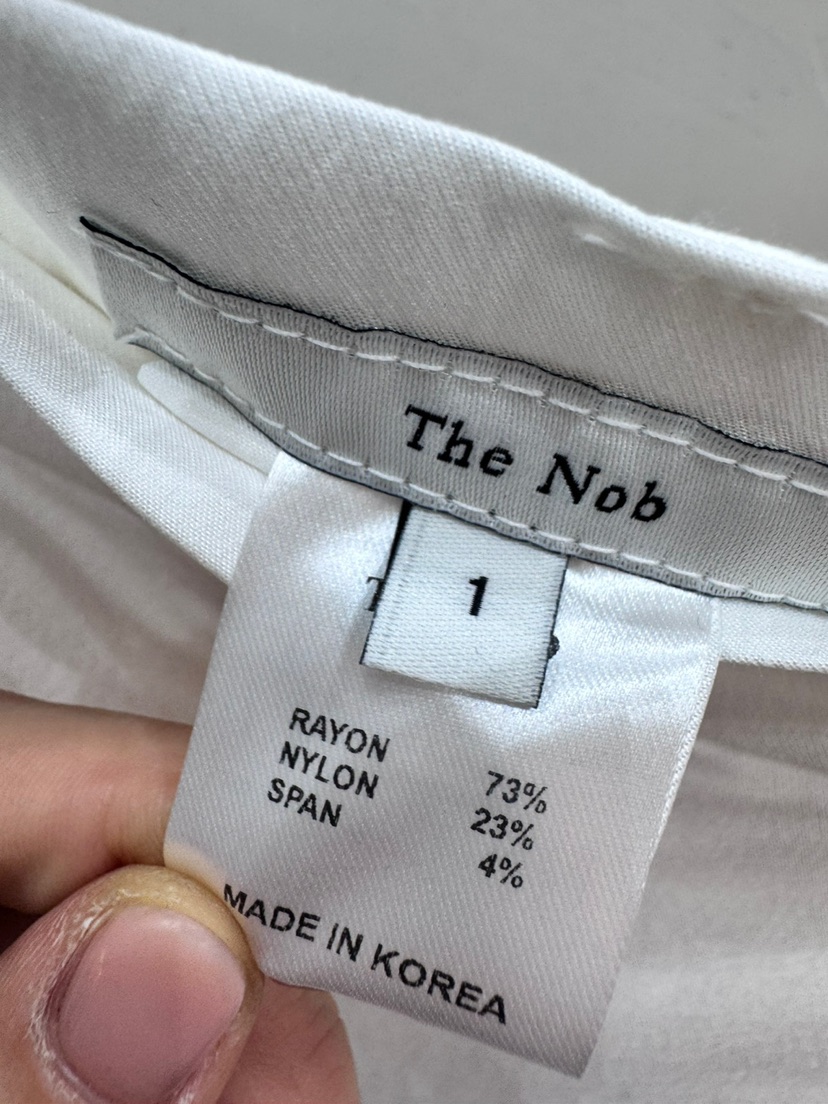 The Nob
1
RAYON 73%
NYLON 23%
SPAN 4%
MADE IN KOREA